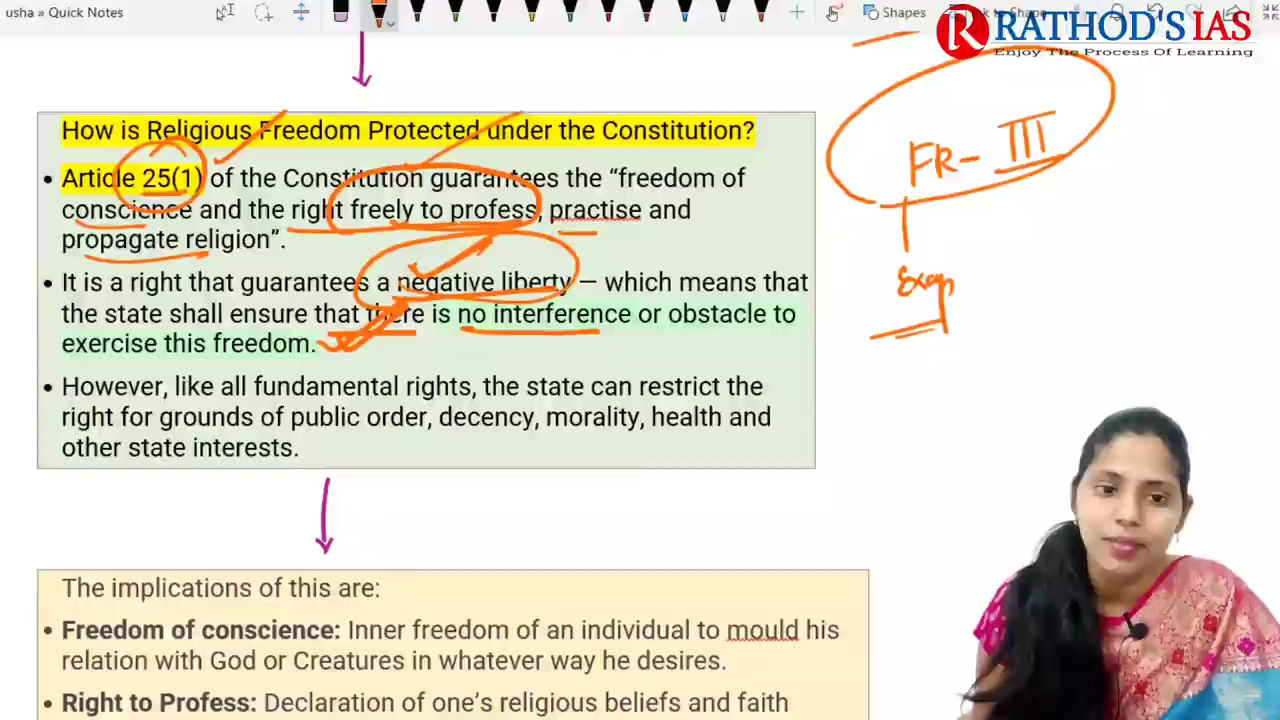 usha » Quick Notes
Shapes
RATHOD'S IAS
Enjoy The Process Of Learning
How is Religious Freedom Protected under the Constitution?
• Article 25(1) of the Constitution guarantees the “freedom of
conscience and the right freely to profess, practise and
propagate religion”.
• It is a right that guarantees a negative liberty — which means that
the state shall ensure that there is no interference or obstacle to
exercise this freedom.
• However, like all fundamental rights, the state can restrict the
right for grounds of public order, decency, morality, health and
other state interests.
FR - III
The implications of this are:
• Freedom of conscience: Inner freedom of an individual to mould his
relation with God or Creatures in whatever way he desires.
• Right to Profess: Declaration of one’s religious beliefs and faith